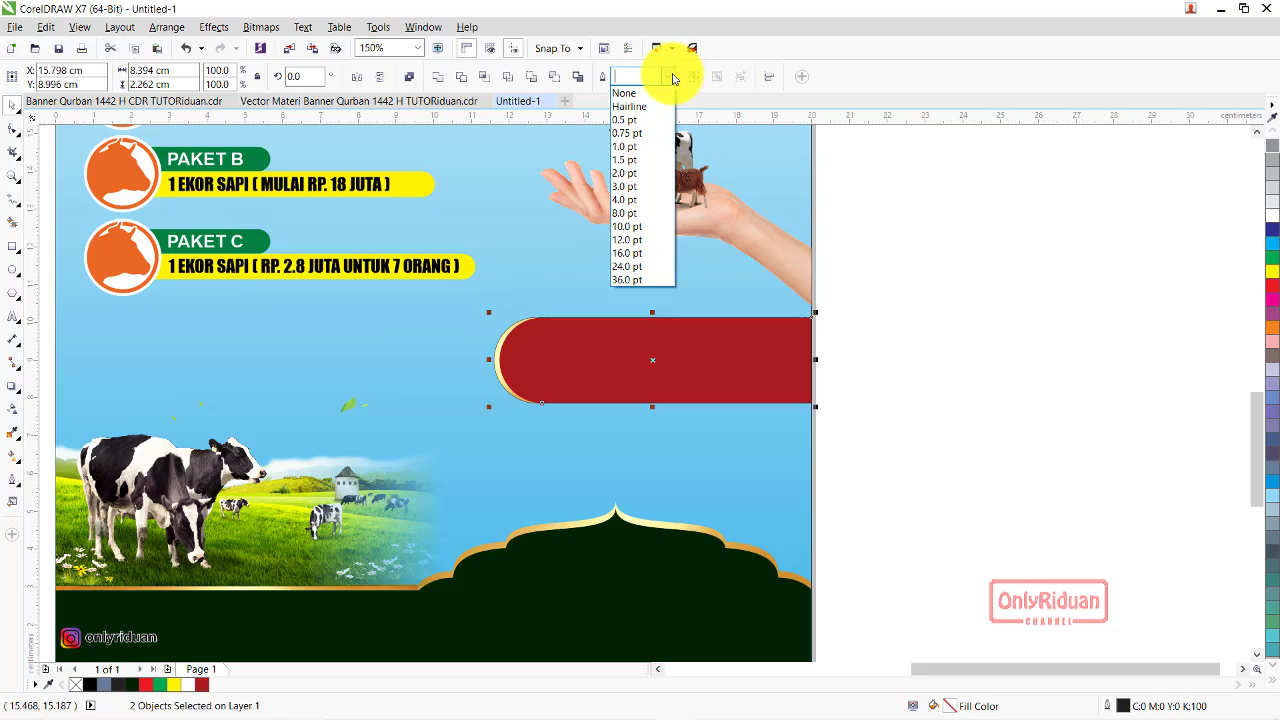 CorelDRAW X7 (64-Bit) - Untitled-1
File Edit View Layout Arrange Effects Bitmaps Text Table Tools Window Help
150% Snap To
X: 15.798 cm 8.394 cm 100.0 % 0.0
Y: 8.996 cm 2.262 cm 100.0 %
Banner Qurban 1442 H CDR TUTORiduan.cdr Vector Materi Banner Qurban 1442 H CDR TUTORiduan.cdr Untitled-1
None
Hairline
0.5 pt
0.75 pt
1.0 pt
1.5 pt
2.0 pt
3.0 pt
4.0 pt
8.0 pt
10.0 pt
12.0 pt
16.0 pt
24.0 pt
36.0 pt
centimeters
PAKET B
1 EKOR SAPI ( MULAI RP. 18 JUTA )
PAKET C
1 EKOR SAPI ( RP. 2.8 JUTA UNTUK 7 ORANG )
OnlyRiduan
CHANNEL
onlyriduan
1 of 1 Page 1
( 15.468, 15.187 ) 2 Objects Selected on Layer 1 Fill Color C:0 M:0 Y:0 K:100